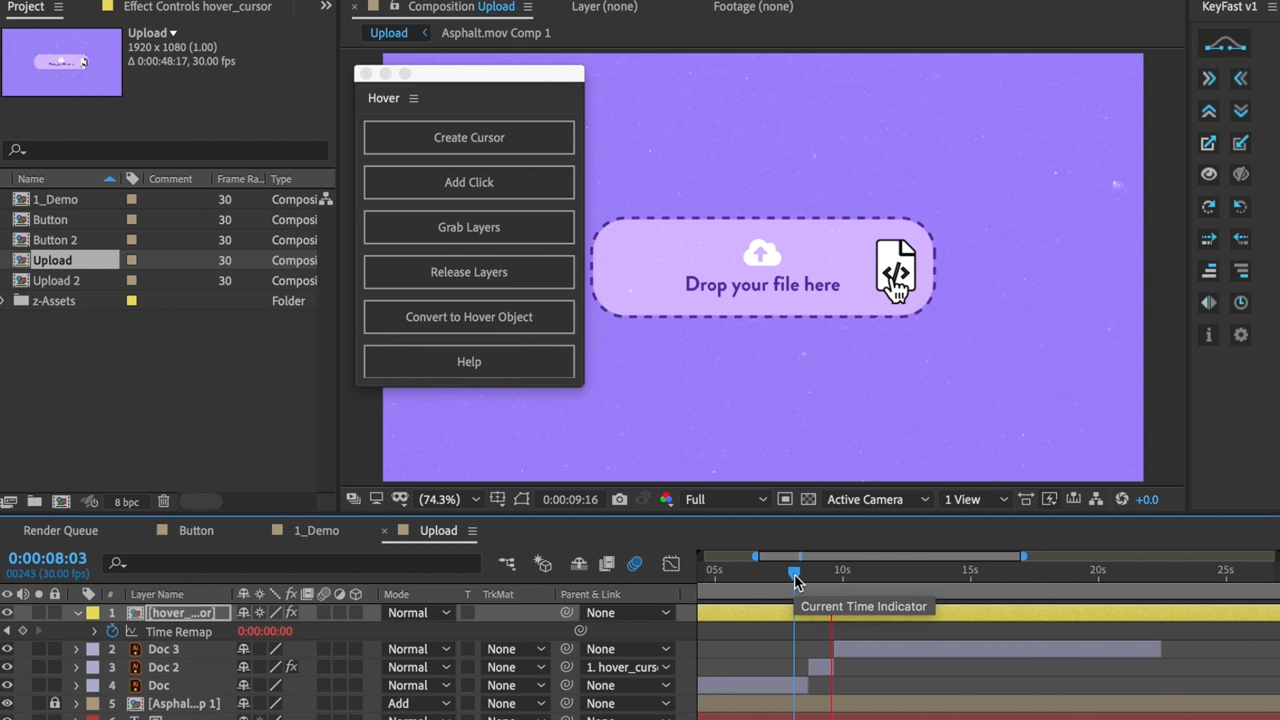 Project
Effect Controls hover_cursor
Composition Upload
Layer (none)
Footage (none)
KeyFast v1
Upload
1920 x 1080 (1.00)
Δ 0:00:48:17, 30.00 fps
Upload
Asphalt.mov Comp 1
Hover
Create Cursor
Add Click
Grab Layers
Release Layers
Convert to Hover Object
Help
Drop your file here
Name
Comment
Frame Ra...
Type
1_Demo
30
Composi
Button
30
Composi
Button 2
30
Composi
Upload
30
Composi
Upload 2
30
Composi
z-Assets
Folder
8 bpc
(74.3%)
0:00:09:16
Full
Active Camera
1 View
+0.0
Render Queue
Button
1_Demo
Upload
0:00:08:03
00243 (30.00 fps)
05s
10s
15s
20s
25s
#
Layer Name
Mode
T
TrkMat
Parent & Link
1
[hover_...or]
fx
Normal
None
Current Time Indicator
Time Remap
0:00:00:00
2
Doc 3
Normal
None
None
3
Doc 2
fx
Normal
None
1. hover_curs
4
Doc
Normal
None
None
5
[Asphal...p 1]
Add
None
None